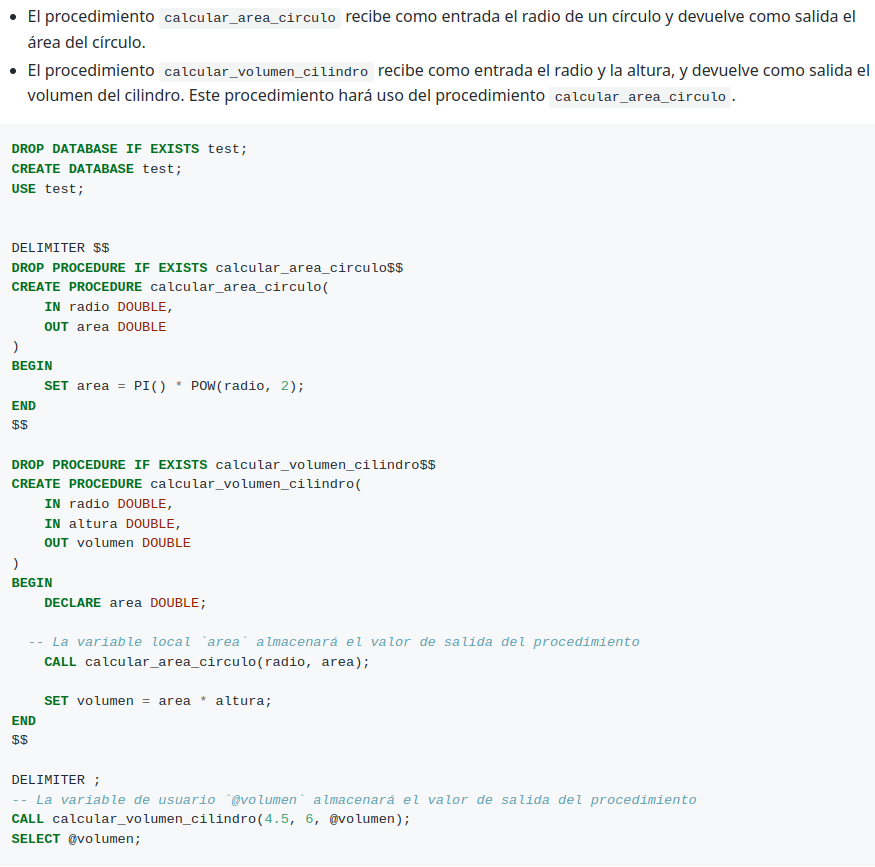 El procedimiento calcular_area_circulo recibe como entrada el radio de un círculo y devuelve como salida el
área del círculo.
El procedimiento calcular_volumen_cilindro recibe como entrada el radio y la altura, y devuelve como salida el
volumen del cilindro. Este procedimiento hará uso del procedimiento calcular_area_circulo.
DROP DATABASE IF EXISTS test;
CREATE DATABASE test;
USE test;
DELIMITER $$
DROP PROCEDURE IF EXISTS calcular_area_circulo$$
CREATE PROCEDURE calcular_area_circulo(
    IN radio DOUBLE,
    OUT area DOUBLE
)
BEGIN
    SET area = PI() * POW(radio, 2);
END
$$
DROP PROCEDURE IF EXISTS calcular_volumen_cilindro$$
CREATE PROCEDURE calcular_volumen_cilindro(
    IN radio DOUBLE,
    IN altura DOUBLE,
    OUT volumen DOUBLE
)
BEGIN
    DECLARE area DOUBLE;
  -- La variable local `area` almacenará el valor de salida del procedimiento
    CALL calcular_area_circulo(radio, area);
    SET volumen = area * altura;
END
$$
DELIMITER ;
-- La variable de usuario `@volumen` almacenará el valor de salida del procedimiento
CALL calcular_volumen_cilindro(4.5, 6, @volumen);
SELECT @volumen;